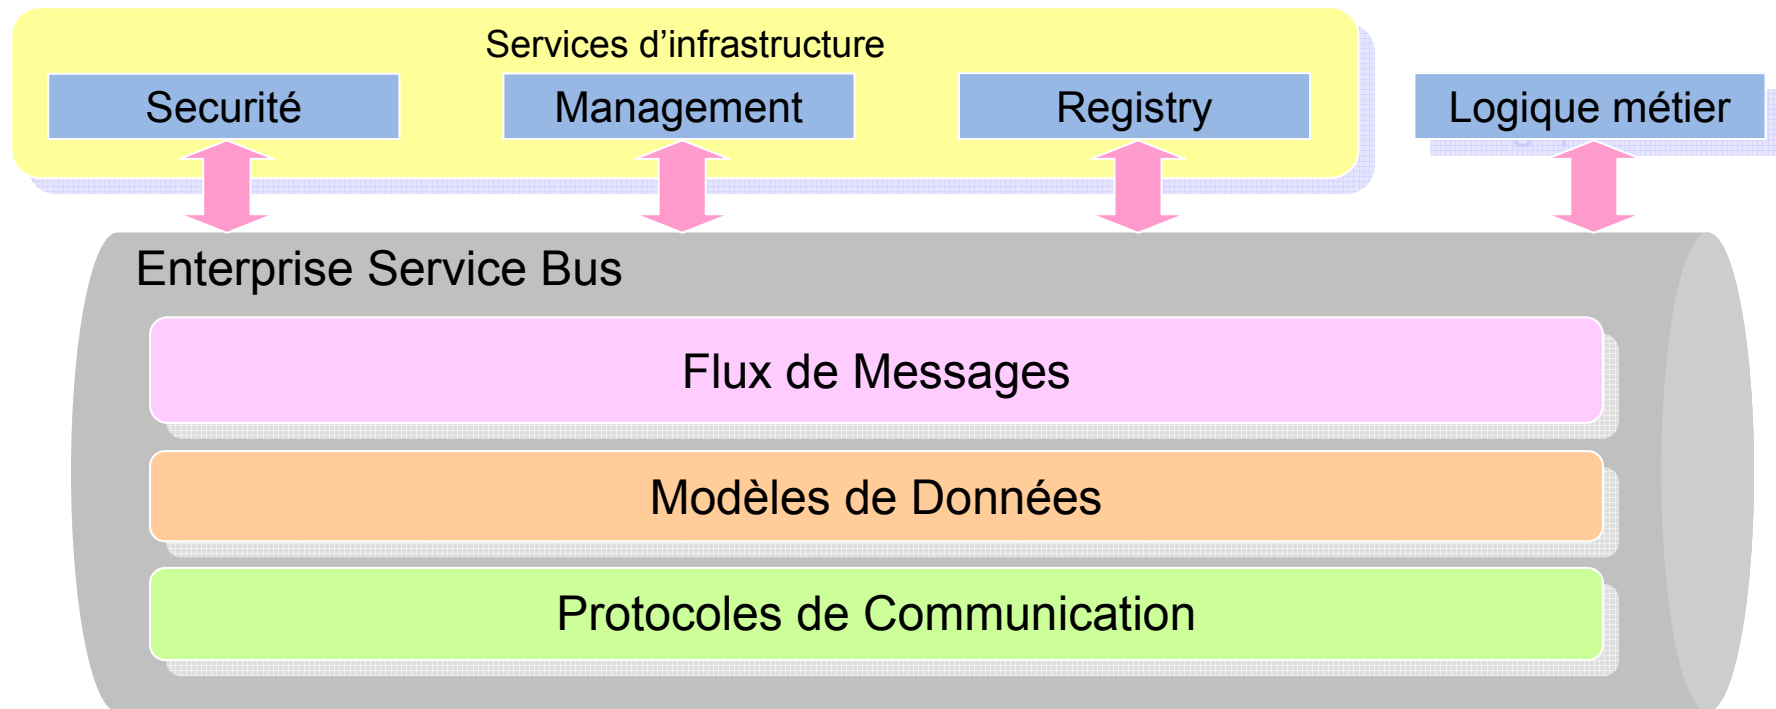 Services d’infrastructure
Securité
Management
Registry
Logique métier
Enterprise Service Bus
Flux de Messages
Modèles de Données
Protocoles de Communication